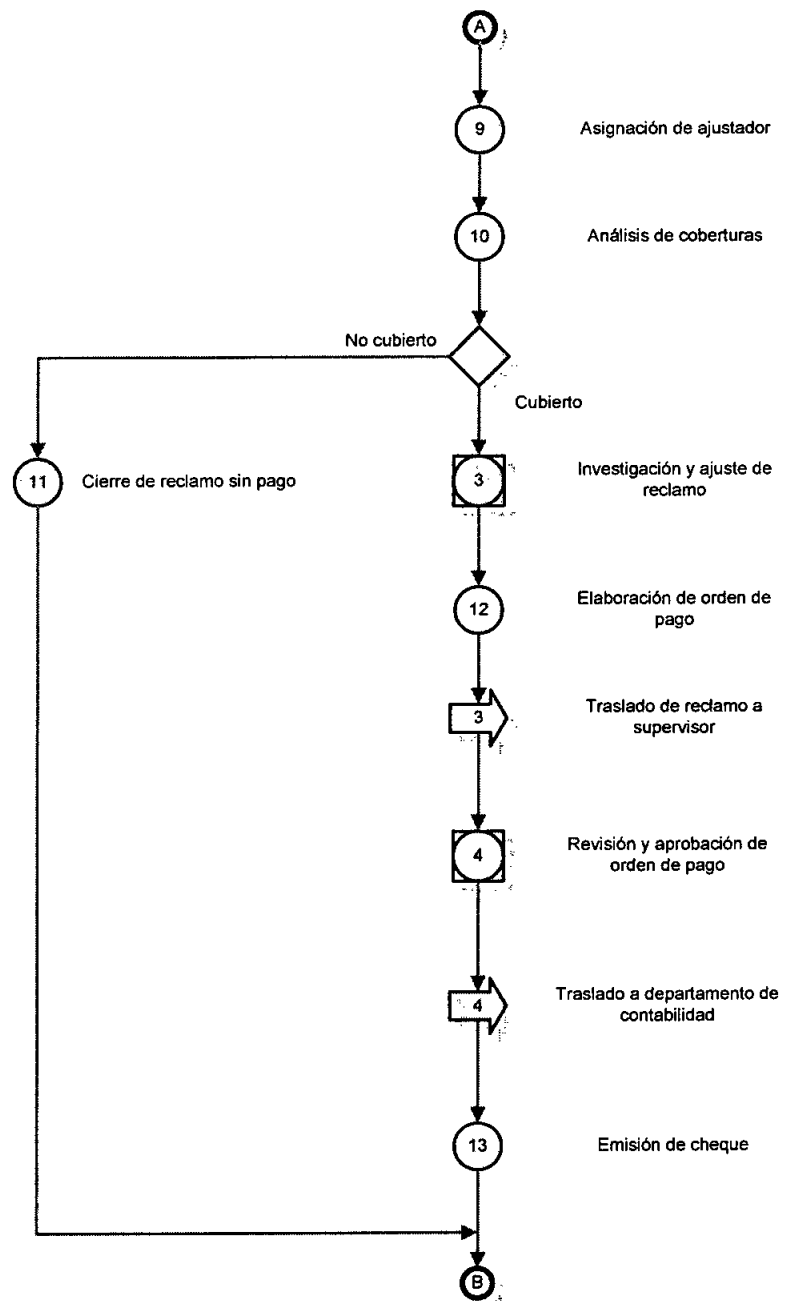 A
9
Asignación de ajustador
10
Análisis de coberturas
No cubierto
Cubierto
11
Cierre de reclamo sin pago
3
Investigación y ajuste de
reclamo
12
Elaboración de orden de
pago
3
Traslado de reclamo a
supervisor
4
Revisión y aprobación de
orden de pago
4
Traslado a departamento de
contabilidad
13
Emisión de cheque
B